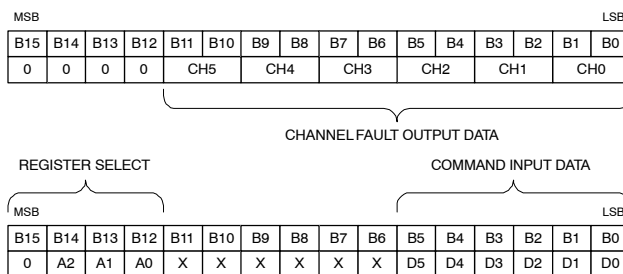 MSB LSB
B15 B14 B13 B12 B11 B10 B9 B8 B7 B6 B5 B4 B3 B2 B1 B0
0 0 0 0 CH5 CH4 CH3 CH2 CH1 CH0
CHANNEL FAULT OUTPUT DATA
REGISTER SELECT COMMAND INPUT DATA
MSB LSB
B15 B14 B13 B12 B11 B10 B9 B8 B7 B6 B5 B4 B3 B2 B1 B0
0 A2 A1 A0 X X X X X X D5 D4 D3 D2 D1 D0